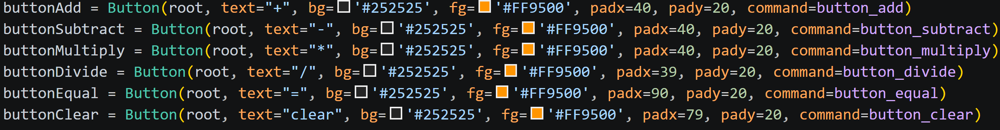 buttonAdd = Button(root, text="+", bg='#252525', fg='#FF9500', padx=40, pady=20, command=button_add)
buttonSubtract = Button(root, text="-", bg='#252525', fg='#FF9500', padx=40, pady=20, command=button_subtract)
buttonMultiply = Button(root, text="*", bg='#252525', fg='#FF9500', padx=40, pady=20, command=button_multiply)
buttonDivide = Button(root, text="/", bg='#252525', fg='#FF9500', padx=39, pady=20, command=button_divide)
buttonEqual = Button(root, text="=", bg='#252525', fg='#FF9500', padx=90, pady=20, command=button_equal)
buttonClear = Button(root, text="clear", bg='#252525', fg='#FF9500', padx=79, pady=20, command=button_clear)